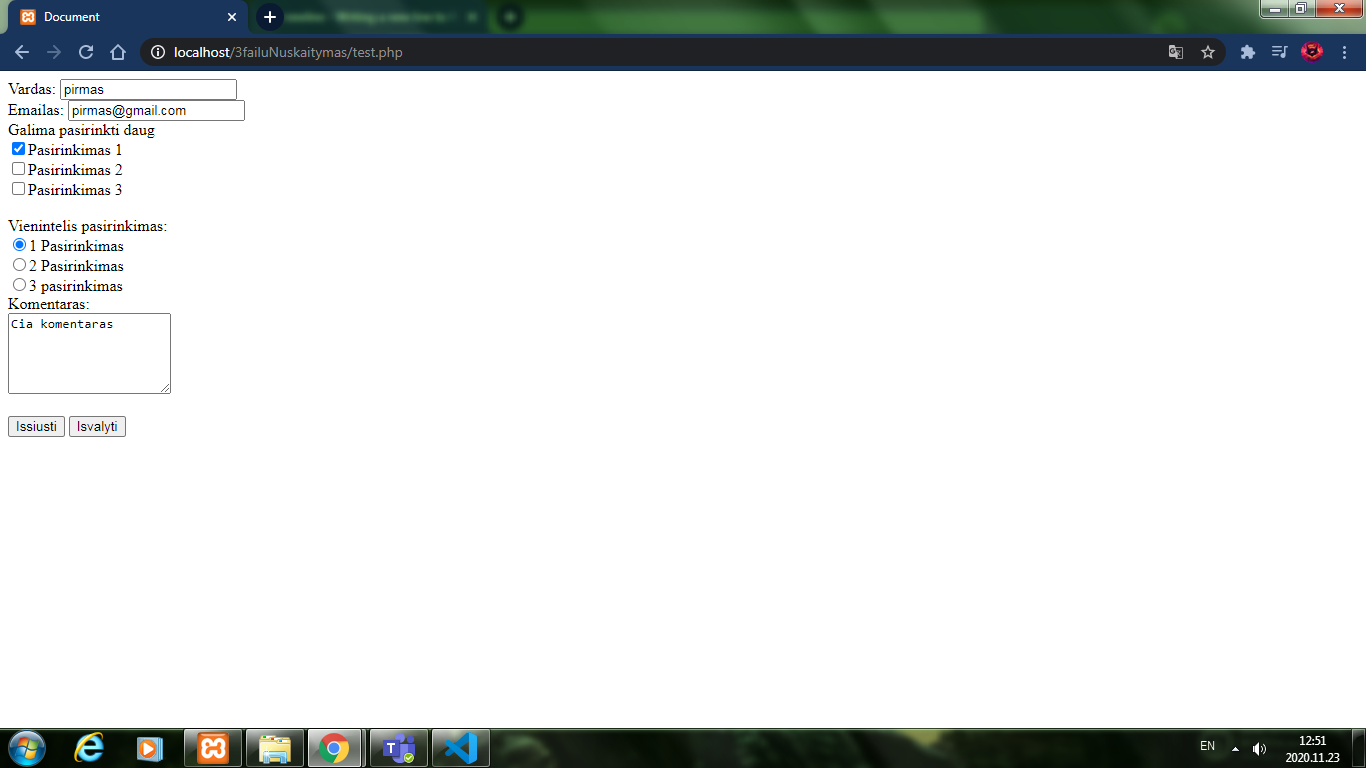 Document
localhost/3failuNuskaitymas/test.php
Vardas: pirmas
Emailas: pirmas@gmail.com
Galima pasirinkti daug
Pasirinkimas 1
Pasirinkimas 2
Pasirinkimas 3
Vienintelis pasirinkimas:
1 Pasirinkimas
2 Pasirinkimas
3 pasirinkimas
Komentaras:
Cia komentaras
Issiusti Isvalyti
EN
12:51
2020.11.23